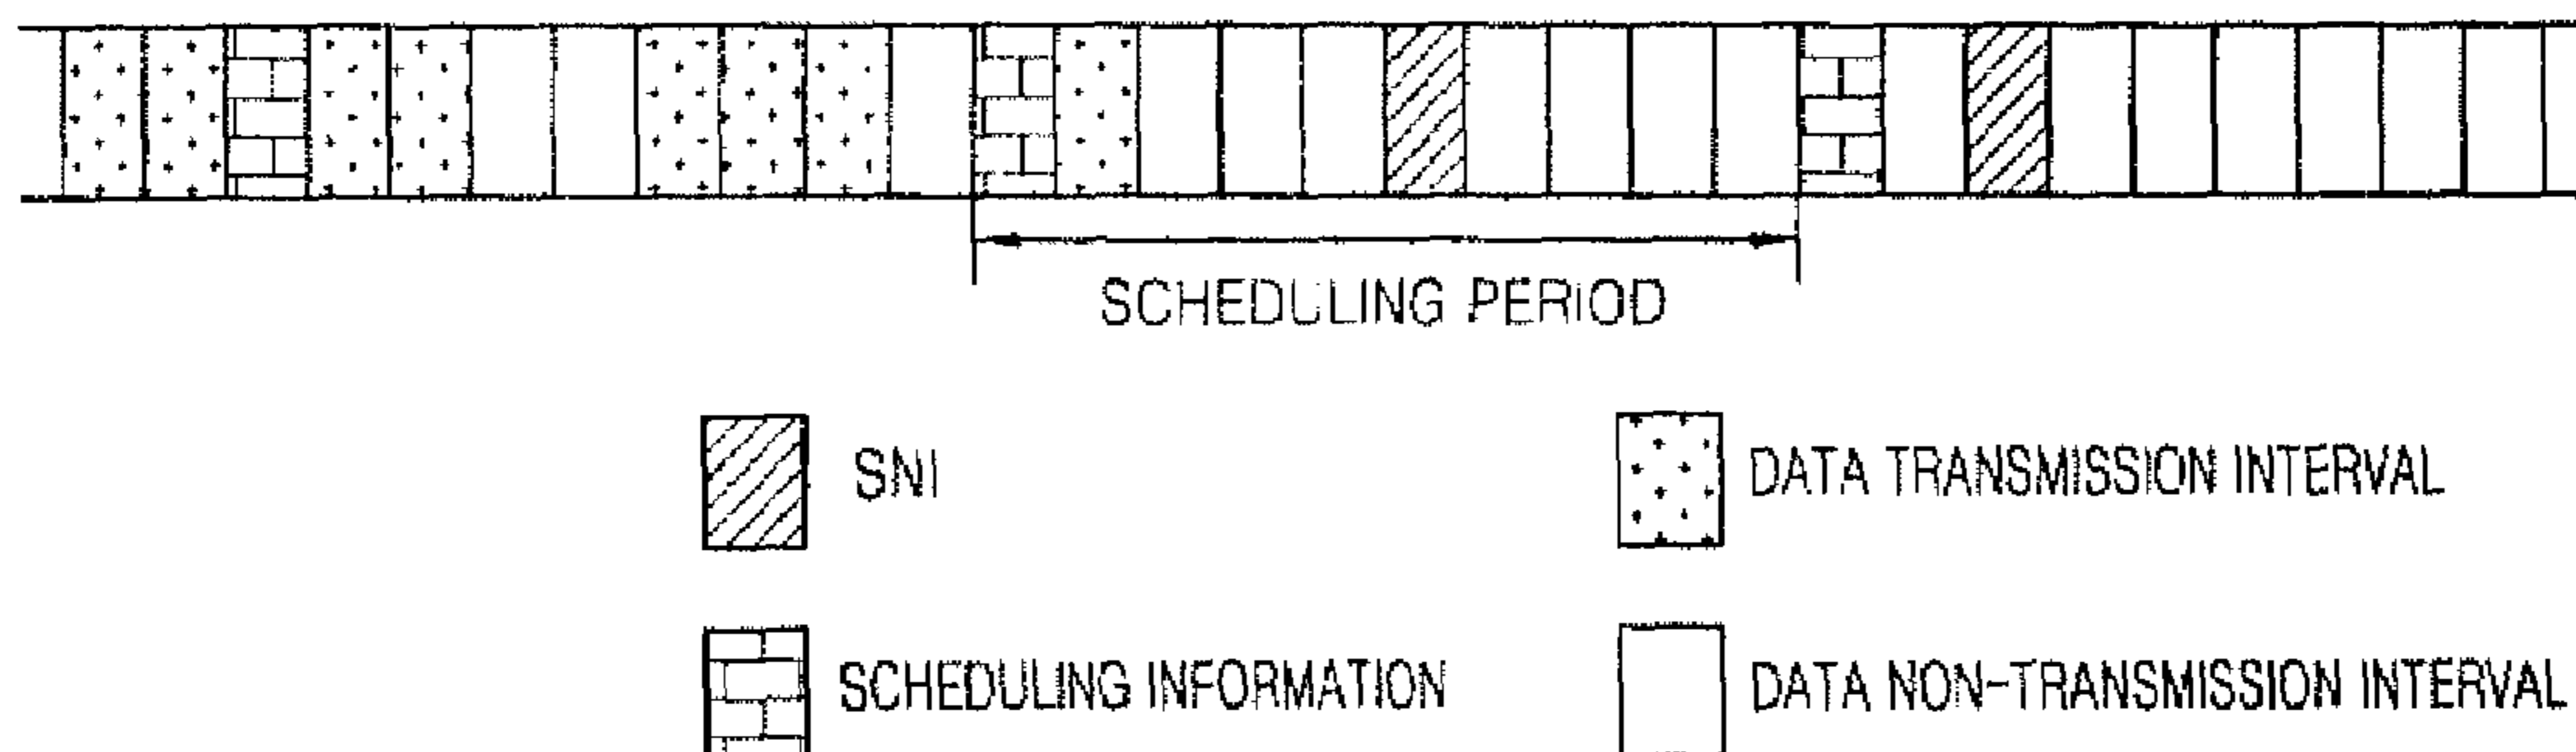 SCHEDULING PERIOD
SNI
DATA TRANSMISSION INTERVAL
SCHEDULING INFORMATION
DATA NON-TRANSMISSION INTERVAL